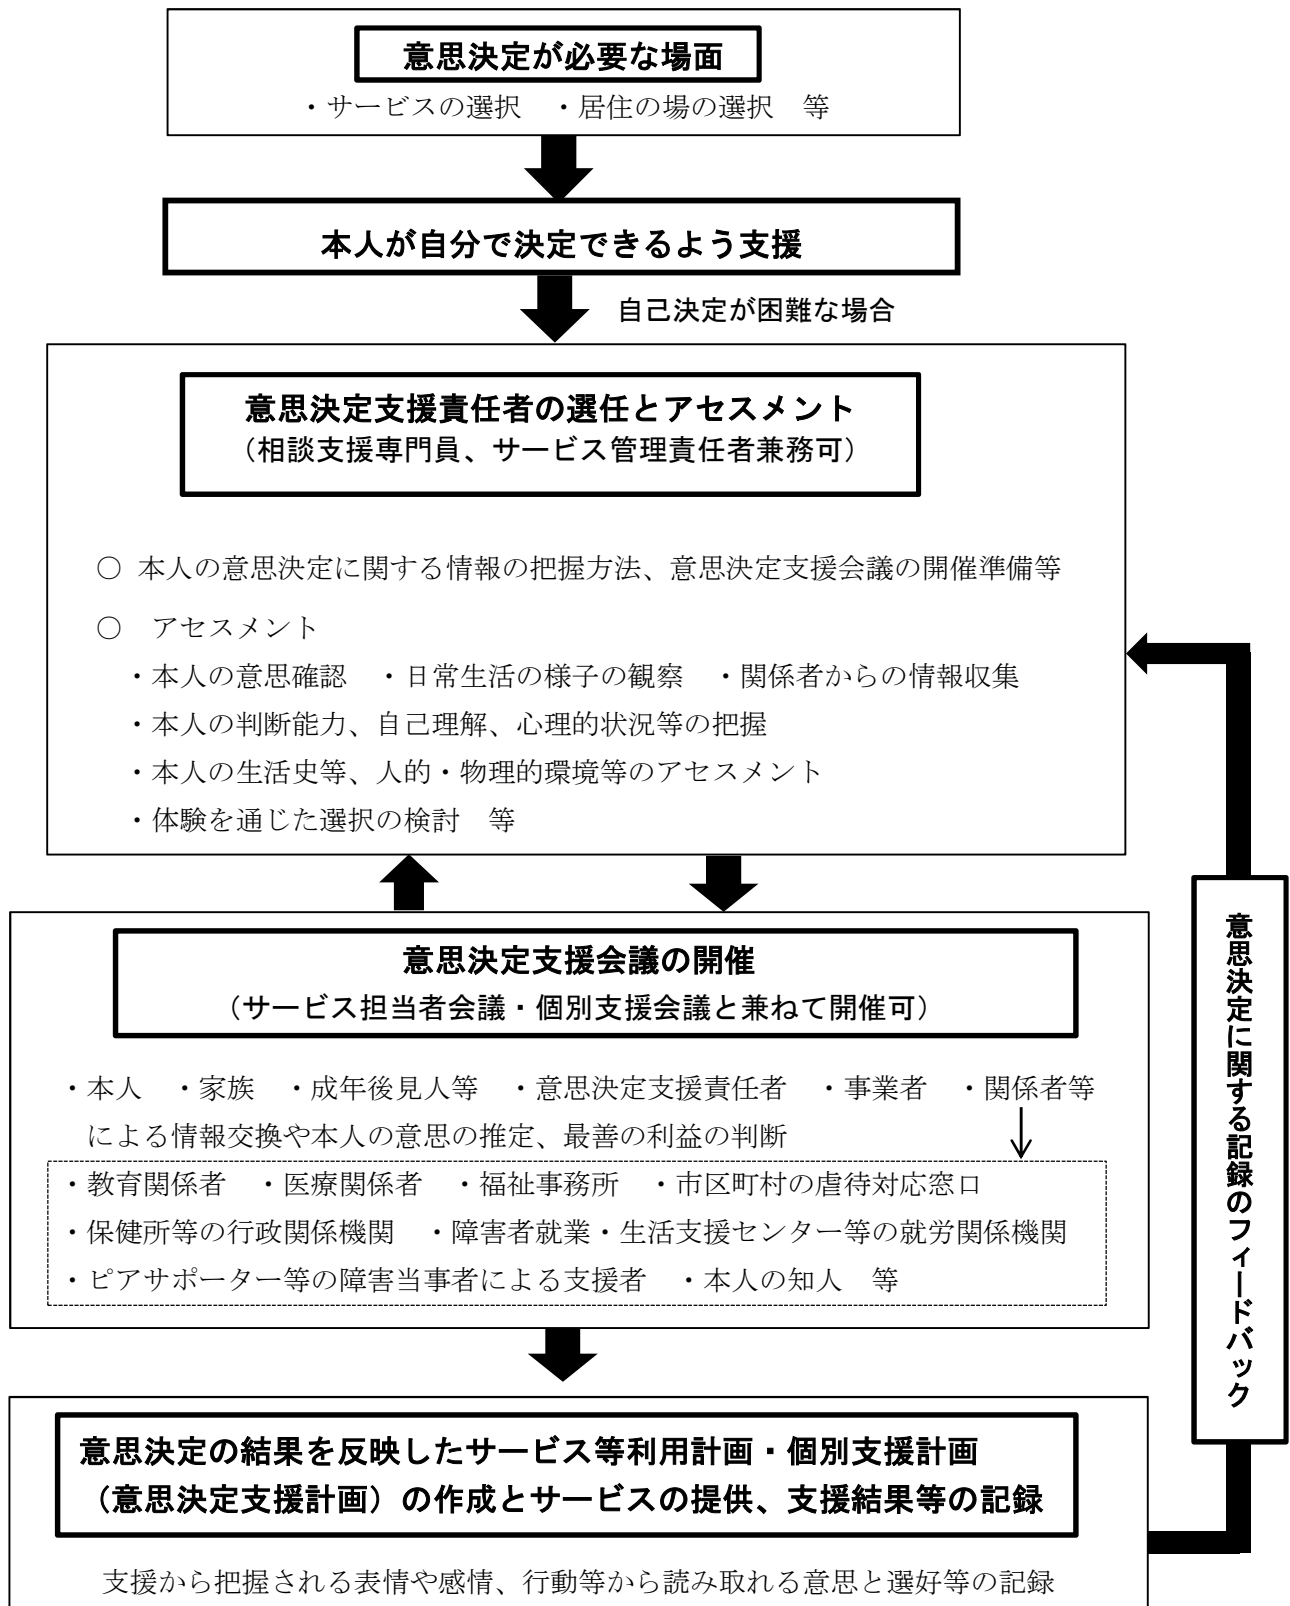 意思決定が必要な場面
・サービスの選択　・居住の場の選択　等
本人が自分で決定できるよう支援
自己決定が困難な場合
意思決定支援責任者の選任とアセスメント
（相談支援専門員、サービス管理責任者兼務可）
○ 本人の意思決定に関する情報の把握方法、意思決定支援会議の開催準備等
○　アセスメント
・本人の意思確認　・日常生活の様子の観察　・関係者からの情報収集
・本人の判断能力、自己理解、心理的状況等の把握
・本人の生活史等、人的・物理的環境等のアセスメント
・体験を通じた選択の検討　等
意思決定支援会議の開催
（サービス担当者会議・個別支援会議と兼ねて開催可）
・本人　・家族　・成年後見人等　・意思決定支援責任者　・事業者　・関係者等
による情報交換や本人の意思の推定、最善の利益の判断
・教育関係者　・医療関係者　・福祉事務所　・市区町村の虐待対応窓口
・保健所等の行政関係機関　・障害者就業・生活支援センター等の就労関係機関
・ピアサポーター等の障害当事者による支援者　・本人の知人　等
意思決定の結果を反映したサービス等利用計画・個別支援計画
（意思決定支援計画）の作成とサービスの提供、支援結果等の記録
支援から把握される表情や感情、行動等から読み取れる意思と選好等の記録
意思決定に関する記録のフィードバック